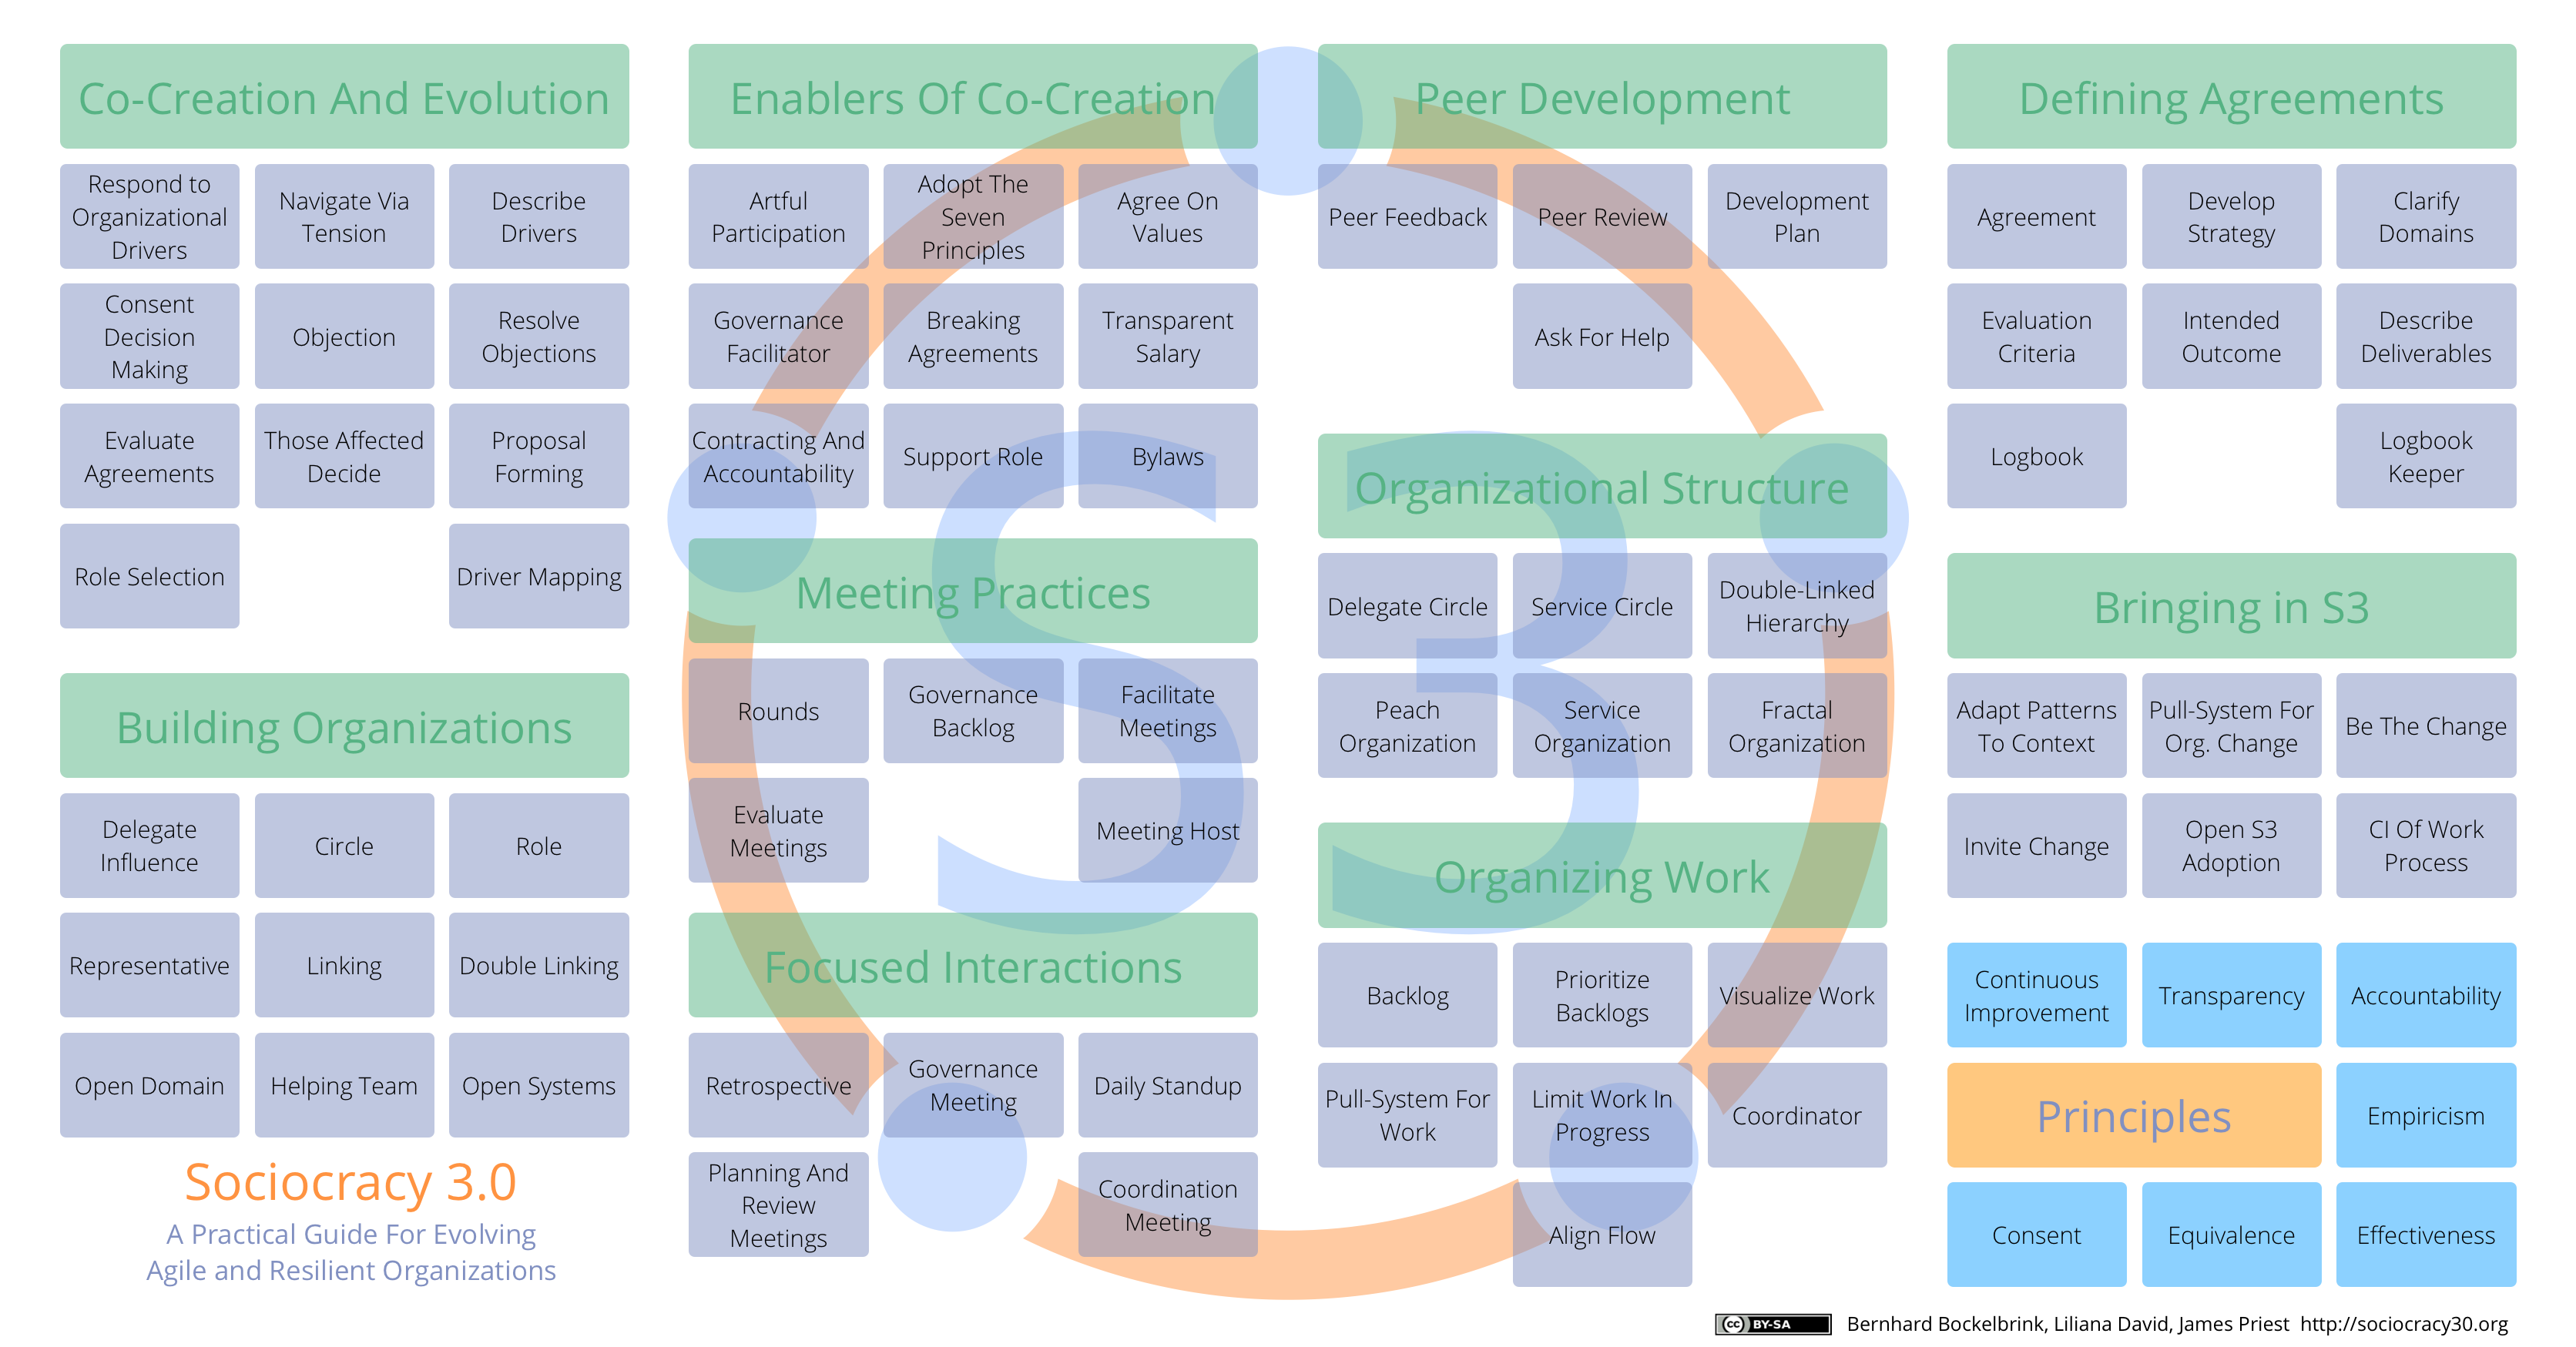 Co-Creation And Evolution
Respond to
Organizational
Drivers
Navigate Via
Tension
Describe
Drivers
Consent
Decision
Making
Objection
Resolve
Objections
Evaluate
Agreements
Those Affected
Decide
Proposal
Forming
Role Selection
Driver Mapping
Building Organizations
Delegate
Influence
Circle
Role
Representative
Linking
Double Linking
Open Domain
Helping Team
Open Systems
Sociocracy 3.0
A Practical Guide For Evolving
Agile and Resilient Organizations
Enablers Of Co-Creation
Artful
Participation
Adopt The
Seven
Principles
Agree On
Values
Governance
Facilitator
Breaking
Agreements
Transparent
Salary
Contracting And
Accountability
Support Role
Bylaws
Meeting Practices
Rounds
Governance
Backlog
Facilitate
Meetings
Evaluate
Meetings
Meeting Host
Focused Interactions
Retrospective
Governance
Meeting
Daily Standup
Planning And
Review
Meetings
Coordination
Meeting
Peer Development
Peer Feedback
Peer Review
Development
Plan
Ask For Help
Organizational Structure
Delegate Circle
Service Circle
Double-Linked
Hierarchy
Peach
Organization
Service
Organization
Fractal
Organization
Organizing Work
Backlog
Prioritize
Backlogs
Visualize Work
Pull-System For
Work
Limit Work In
Progress
Coordinator
Align Flow
Defining Agreements
Agreement
Develop
Strategy
Clarify
Domains
Evaluation
Criteria
Intended
Outcome
Describe
Deliverables
Logbook
Logbook
Keeper
Bringing in S3
Adapt Patterns
To Context
Pull-System For
Org. Change
Be The Change
Invite Change
Open S3
Adoption
CI Of Work
Process
Continuous
Improvement
Transparency
Accountability
Principles
Empiricism
Consent
Equivalence
Effectiveness
S3
cc BY-SA
Bernhard Bockelbrink, Liliana David, James Priest http://sociocracy30.org